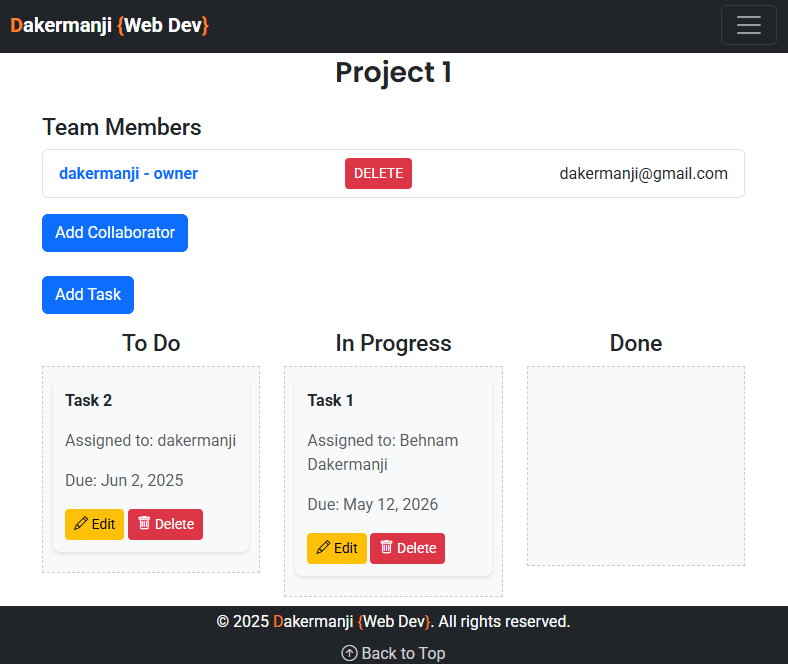 Dakermanji {Web Dev}
Project 1
Team Members
dakermanji - owner DELETE dakermanji@gmail.com
Add Collaborator
Add Task
To Do
Task 2
Assigned to: dakermanji
Due: Jun 2, 2025
Edit Delete
In Progress
Task 1
Assigned to: Behnam
Dakermanji
Due: May 12, 2026
Edit Delete
Done
© 2025 Dakermanji {Web Dev}. All rights reserved.
Back to Top